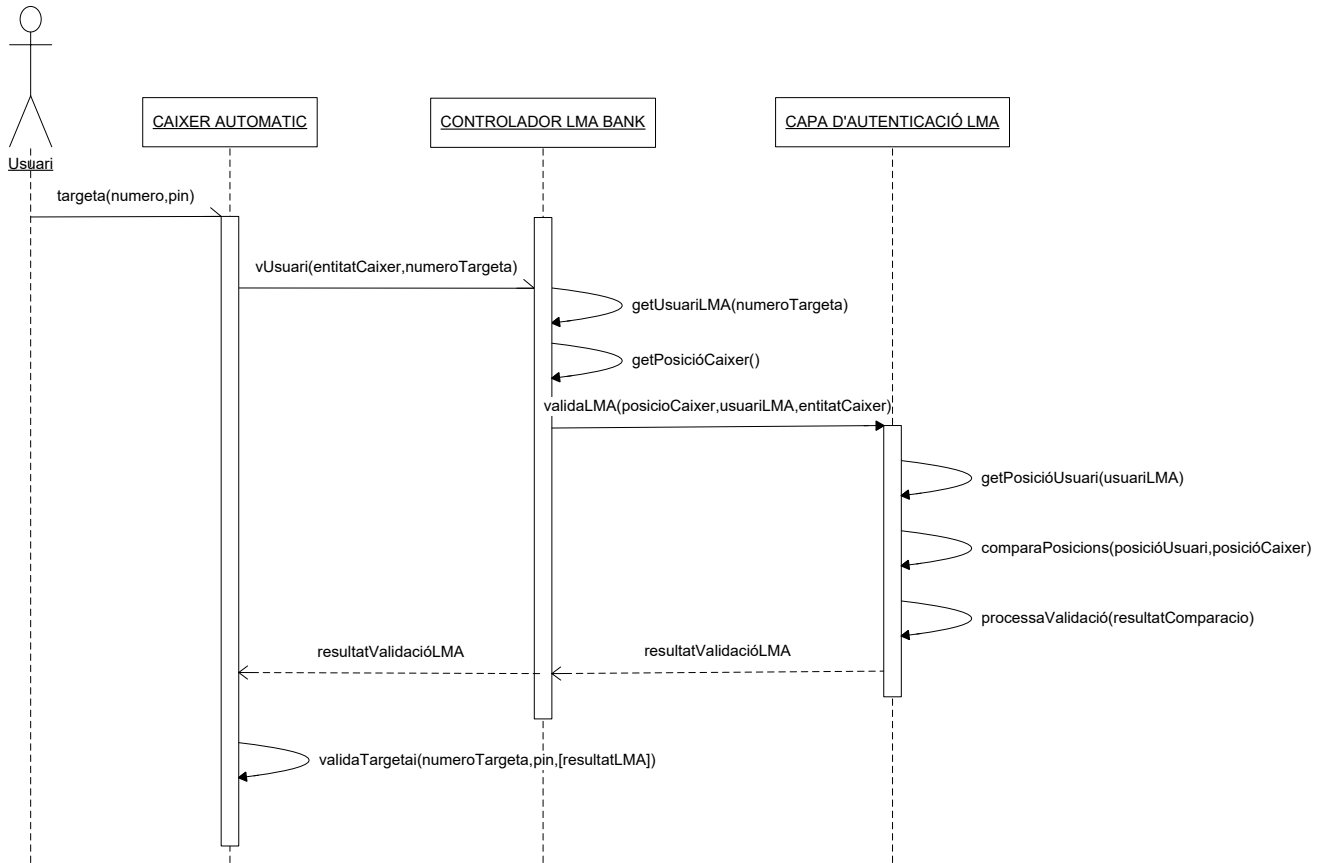 CAIXER AUTOMATIC
CONTROLADOR LMA BANK
CAPA D'AUTENTICACIÓ LMA
Usuari
targeta(numero,pin)
vUsuari(entitatCaixer,numeroTargeta)
getUsuariLMA(numeroTargeta)
getPosicióCaixer()
validaLMA(posicioCaixer,usuariLMA,entitatCaixer)
getPosicióUsuari(usuariLMA)
comparaPosicions(posicióUsuari,posicióCaixer)
processaValidació(resultatComparacio)
resultatValidacióLMA
resultatValidacióLMA
validaTargetai(numeroTargeta,pin,[resultatLMA])